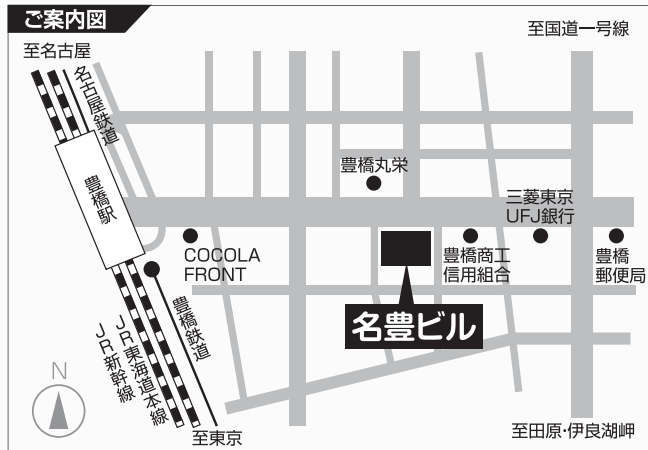 ご案内図
至名古屋
至国道一号線
名古屋鉄道
豊橋駅
豊橋丸栄
三菱東京
UFJ銀行
COCOLA
FRONT
豊橋商工
信用組合
豊橋
郵便局
名豊ビル
豊橋鉄道
JR東海道本線
JR新幹線
N
至東京
至田原・伊良湖岬